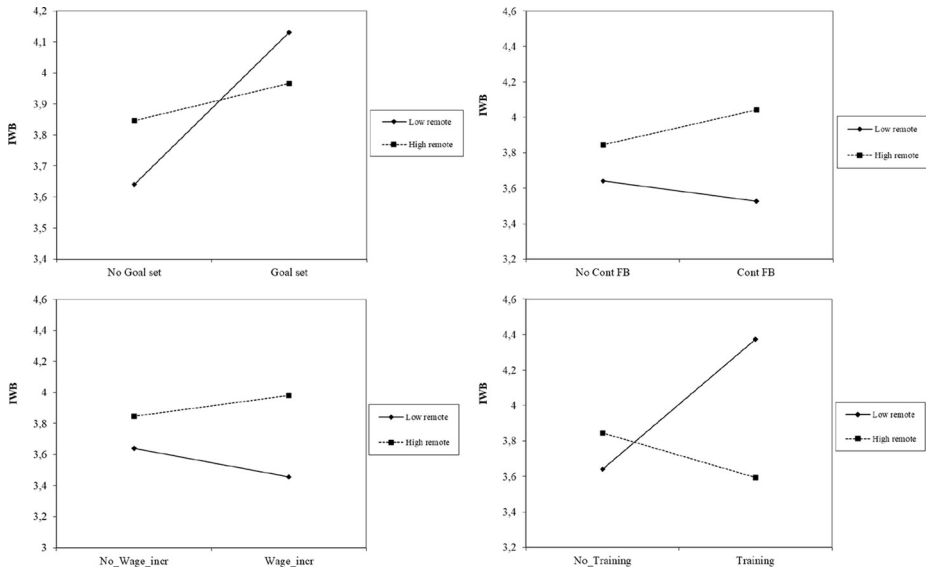 4,2
4,1
4
3,9
3,8
3,7
3,6
3,5
3,4
IWB
No Goal set
Goal set
Low remote
High remote
4,6
4,4
4,2
4
3,8
3,6
3,4
3,2
IWB
No Cont FB
Cont FB
Low remote
High remote
4,6
4,4
4,2
4
3,8
3,6
3,4
3,2
3
IWB
No_Wage_incr
Wage_incr
Low remote
High remote
4,6
4,4
4,2
4
3,8
3,6
3,4
3,2
IWB
No_Training
Training
Low remote
High remote